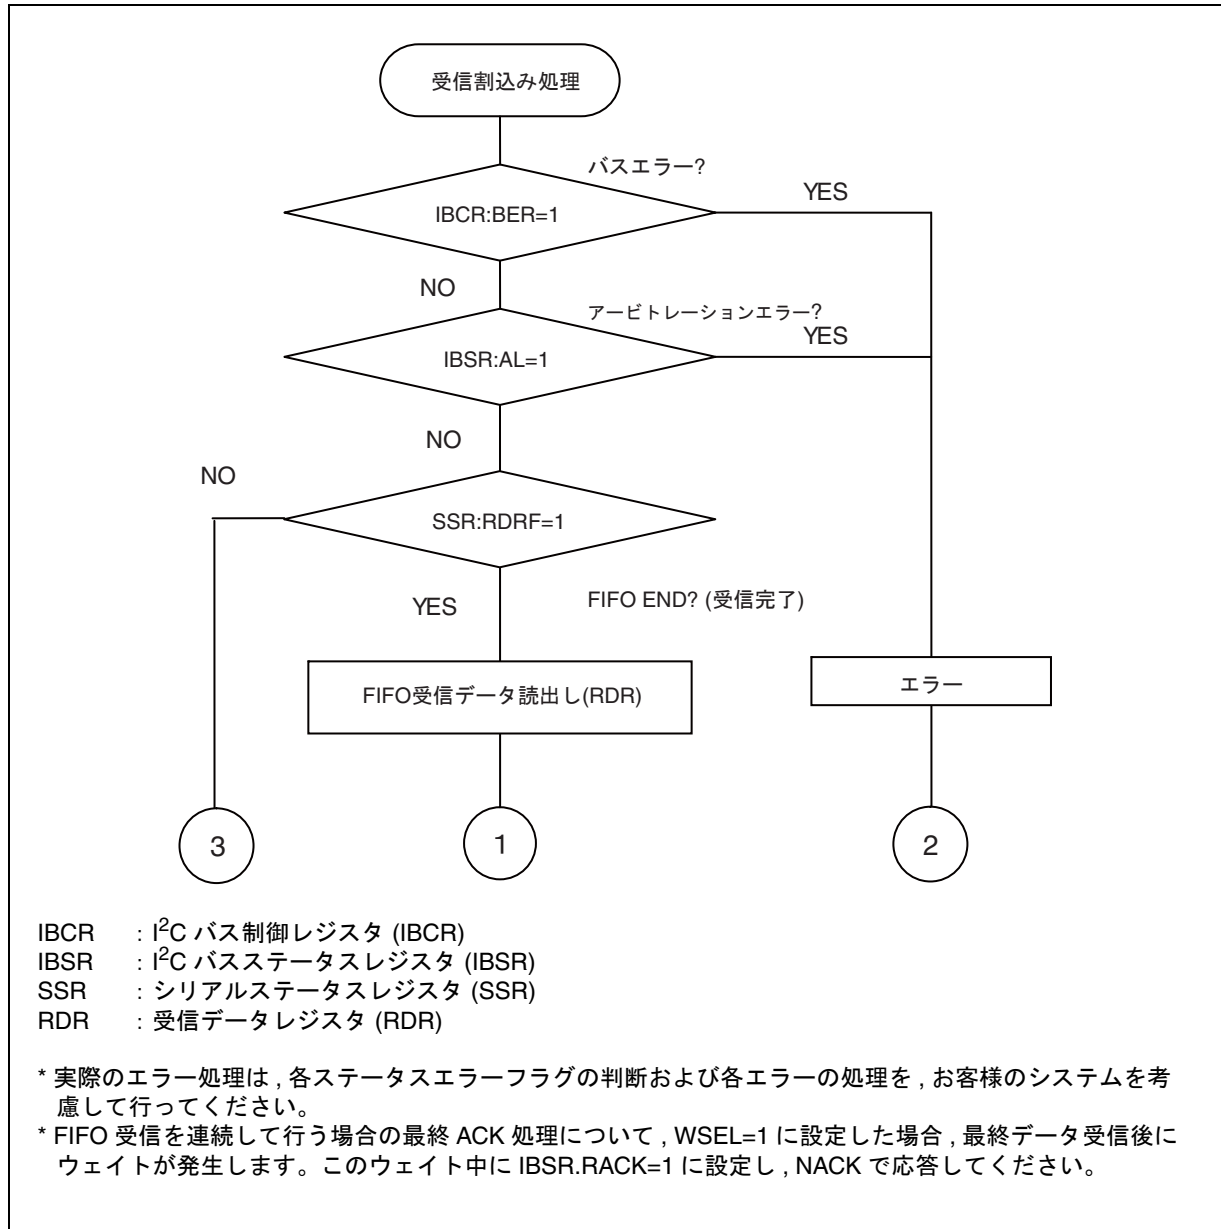 受信割込み処理
バスエラー?
YES
IBCR:BER=1
NO
アービトレーションエラー?
YES
IBSR:AL=1
NO
NO
SSR:RDRF=1
YES
FIFO END? (受信完了)
FIFO受信データ読出し(RDR)
エラー
3
1
2
IBCR : I²C バス制御レジスタ (IBCR)
IBSR : I²C バスステータスレジスタ (IBSR)
SSR : シリアルステータスレジスタ (SSR)
RDR : 受信データレジスタ (RDR)
* 実際のエラー処理は , 各ステータスエラーフラグの判断および各エラーの処理を , お客様のシステムを考
慮して行ってください。
* FIFO 受信を連続して行う場合の最終 ACK 処理について , WSEL=1 に設定した場合 , 最終データ受信後に
ウェイトが発生します。このウェイト中に IBSR.RACK=1 に設定し , NACK で応答してください。